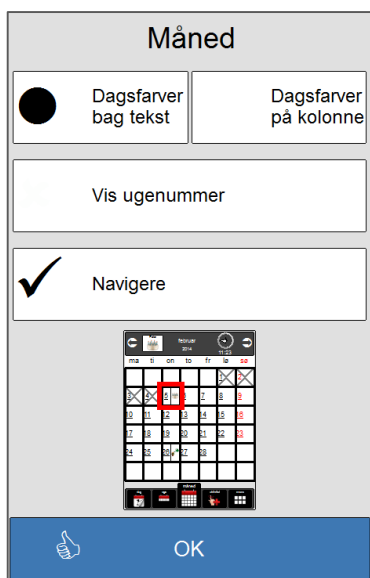 Måned
Dagsfarver
bag tekst
Dagsfarver
på kolonne
Vis ugenummer
Navigere
februar
2014
11:23
ma ti on to fr lø sø
1 2
3 4 5 6 7 8 9
10 11 12 13 14 15 16
17 18 19 20 21 22 23
24 25 26 27 28
måned
OK